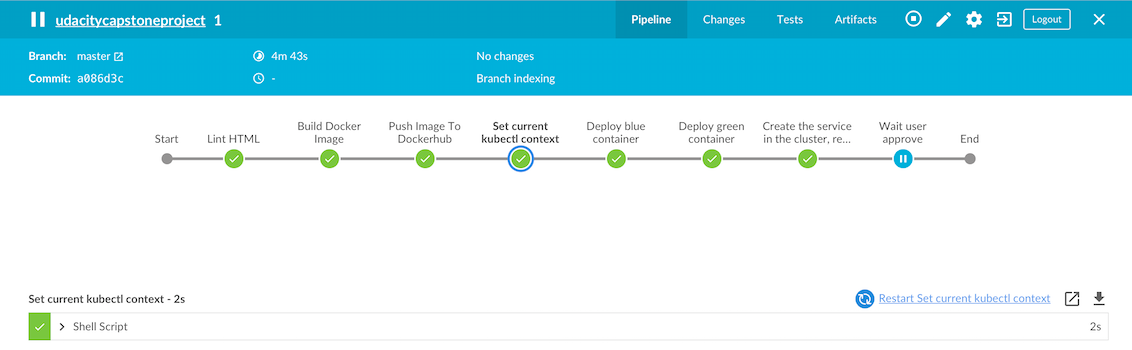 udacitycapstoneproject 1
Pipeline Changes Tests Artifacts Logout
Branch: master 4m 43s No changes
Commit: a086d3c - Branch indexing
Start
Lint HTML
Build Docker
Image
Push Image To
Dockerhub
Set current
kubectl context
Deploy blue
container
Deploy green
container
Create the service
in the cluster, re...
Wait user
approve
End
Set current kubectl context - 2s
Restart Set current kubectl context
Shell Script 2s